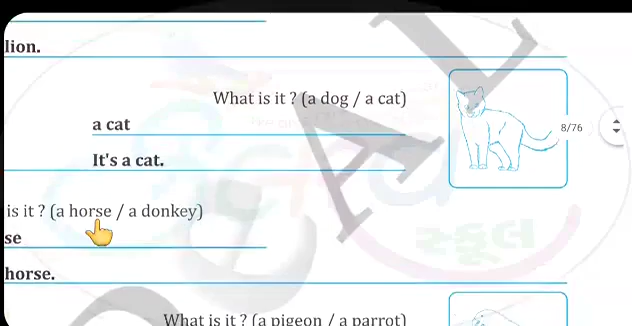 lion.
What is it ? (a dog / a cat)
a cat
8/76
It's a cat.
is it ? (a horse / a donkey)
se
horse.
What is it ? (a pigeon / a parrot)